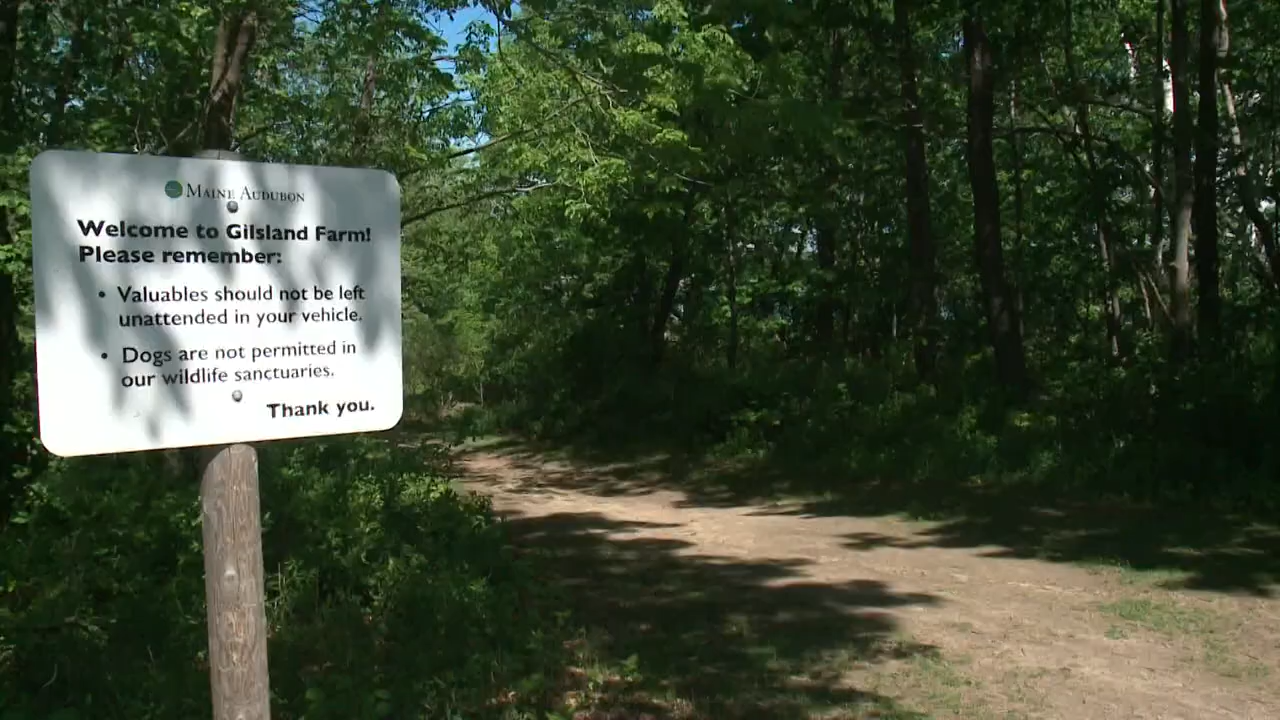 MAINE AUDUBON
Welcome to Gilsland Farm!
Please remember:
• Valuables should not be left
unattended in your vehicle.
• Dogs are not permitted in
our wildlife sanctuaries.
Thank you.